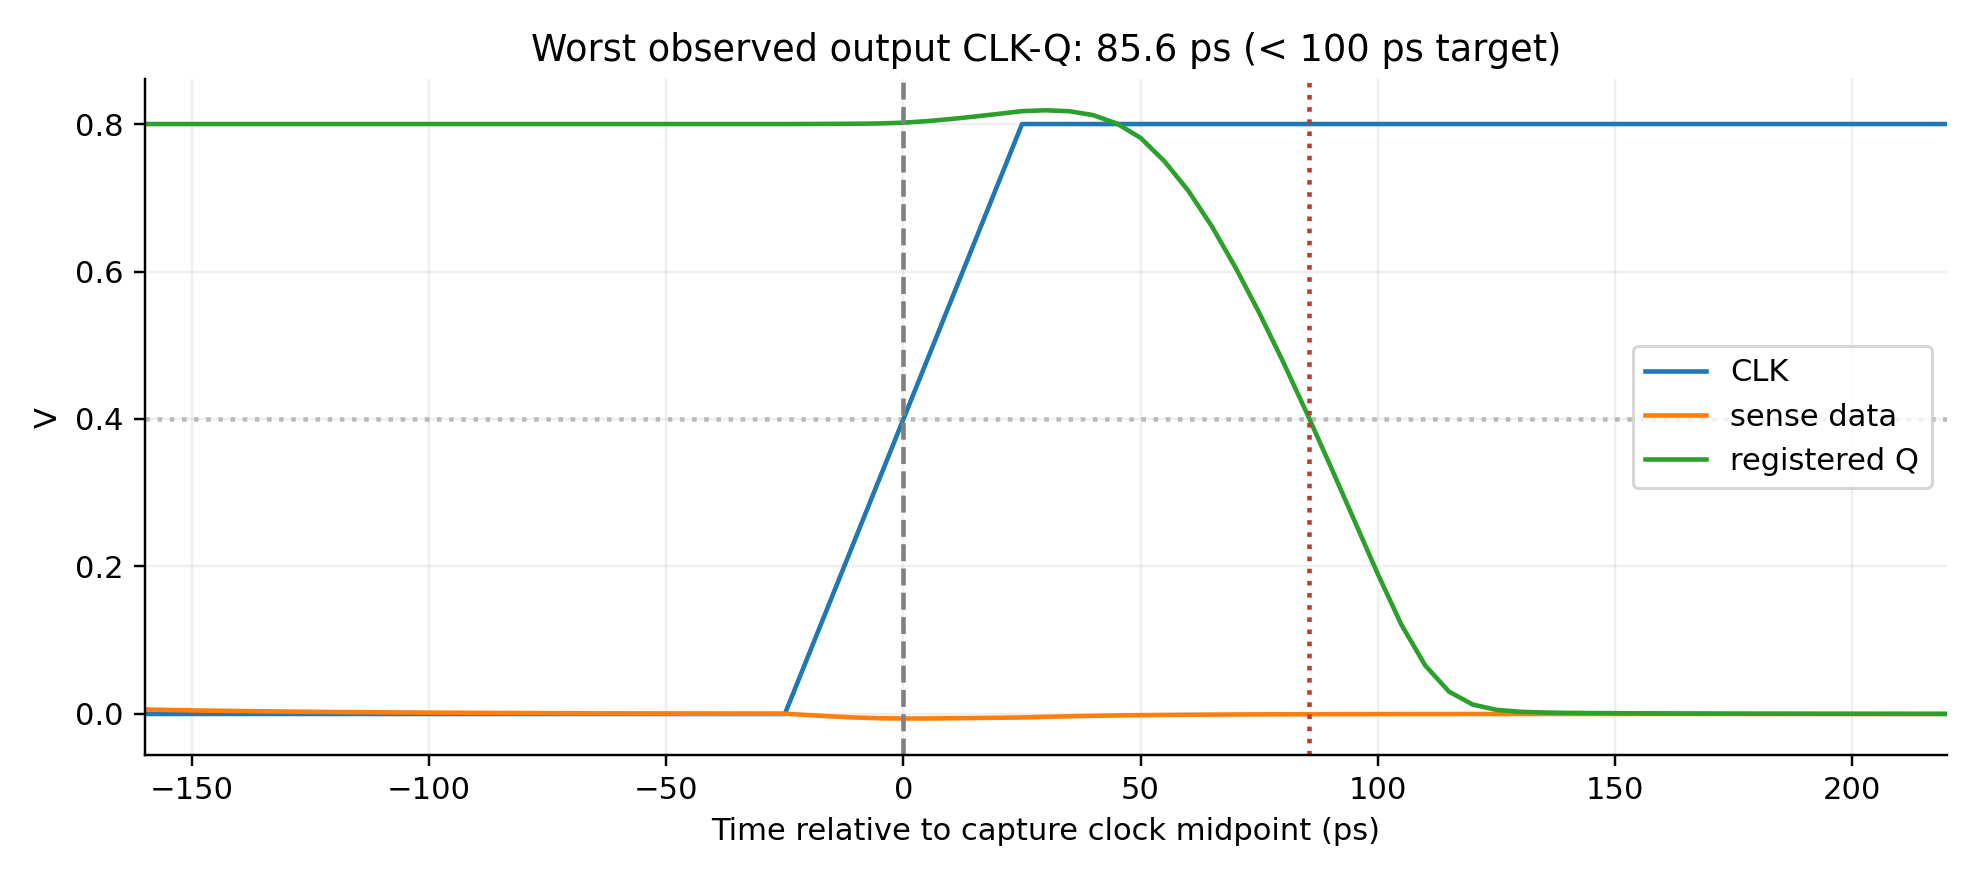 Worst observed output CLK-Q: 85.6 ps (< 100 ps target)
V
0.8
0.6
0.4
0.2
0.0
CLK
sense data
registered Q
−150
−100
−50
0
50
100
150
200
Time relative to capture clock midpoint (ps)